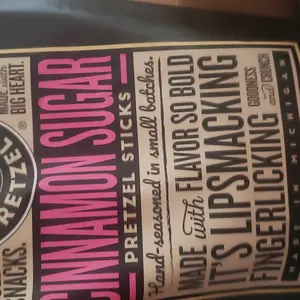 MADE with
BIG HEART.
RETZEL
®
SNACKS.
CINNAMON SUGAR
PRETZEL STICKS
Hand-seasoned in small batches.
MADE with FLAVOR SO BOLD
IT'S LIPSMACKING
FINGERLICKING
GOODNESS
and CRUNCH
MADE IN MICHIGAN